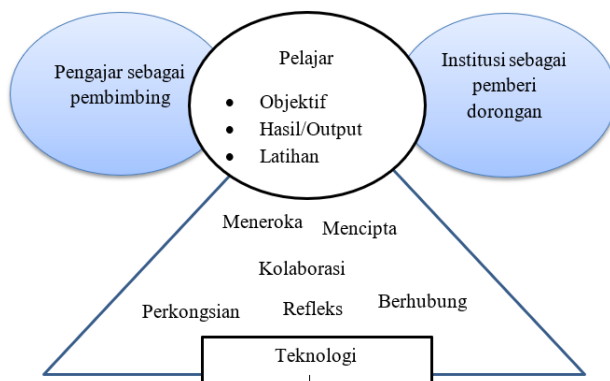 Pengajar sebagai
pembimbing
Pelajar
• Objektif
• Hasil/Output
• Latihan
Institusi sebagai
pemberi
dorongan
Meneroka
Mencipta
Kolaborasi
Perkongsian
Refleks
Berhubung
Teknologi